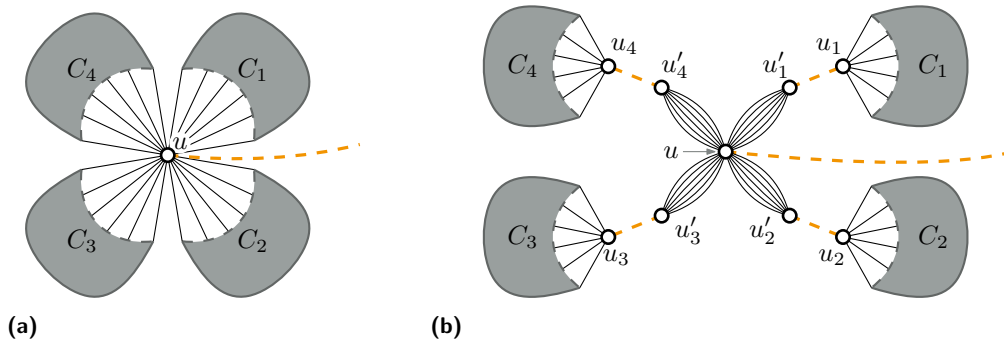 C₄ C₁
u
C₃ C₂
(a)
C₄ u₄ u′₄ u′₁ u₁ C₁
u
C₃ u₃ u′₃ u′₂ u₂ C₂
(b)